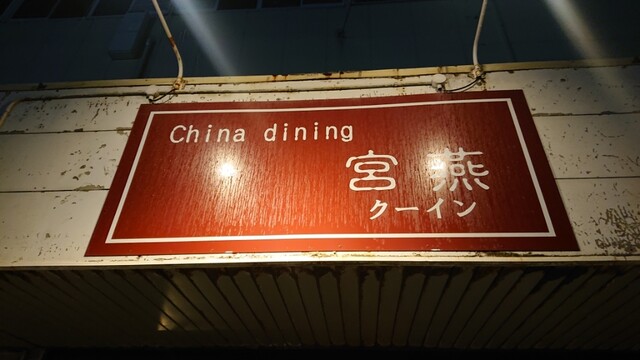 China dining
宮 燕
クーイン